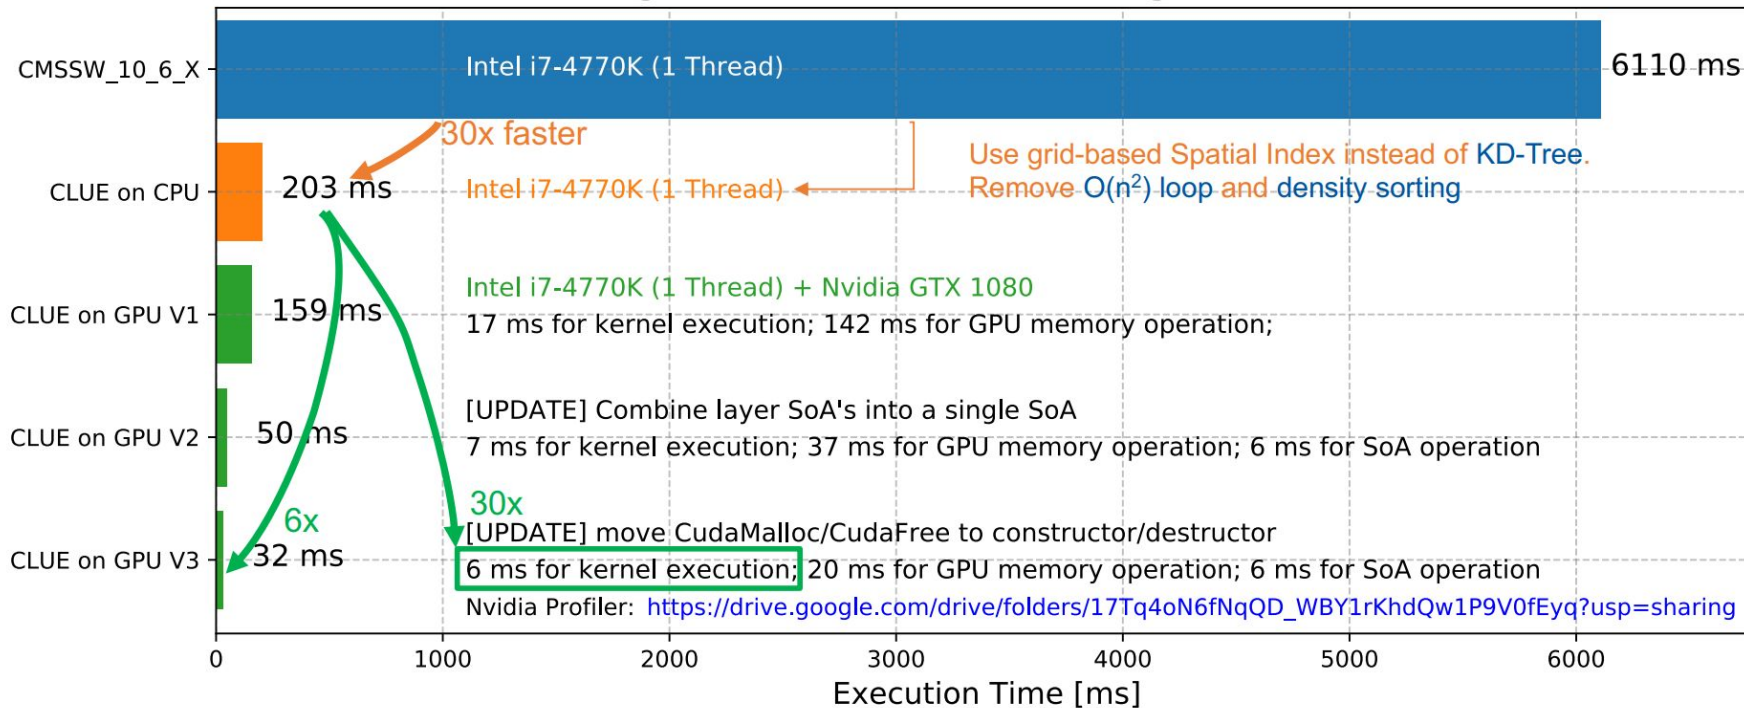 CMSSW_10_6_X
Intel i7-4770K (1 Thread)
6110 ms
30x faster
Use grid-based Spatial Index instead of KD-Tree.
Remove O(n²) loop and density sorting
CLUE on CPU
203 ms
Intel i7-4770K (1 Thread)
Intel i7-4770K (1 Thread) + Nvidia GTX 1080
CLUE on GPU V1
159 ms
17 ms for kernel execution; 142 ms for GPU memory operation;
[UPDATE] Combine layer SoA's into a single SoA
CLUE on GPU V2
50 ms
7 ms for kernel execution; 37 ms for GPU memory operation; 6 ms for SoA operation
6x
30x
[UPDATE] move CudaMalloc/CudaFree to constructor/destructor
CLUE on GPU V3
32 ms
6 ms for kernel execution; 20 ms for GPU memory operation; 6 ms for SoA operation
Nvidia Profiler: https://drive.google.com/drive/folders/17Tq4oN6fNqQD_WBY1rKhdQw1P9V0fEyq?usp=sharing
0 1000 2000 3000 4000 5000 6000
Execution Time [ms]